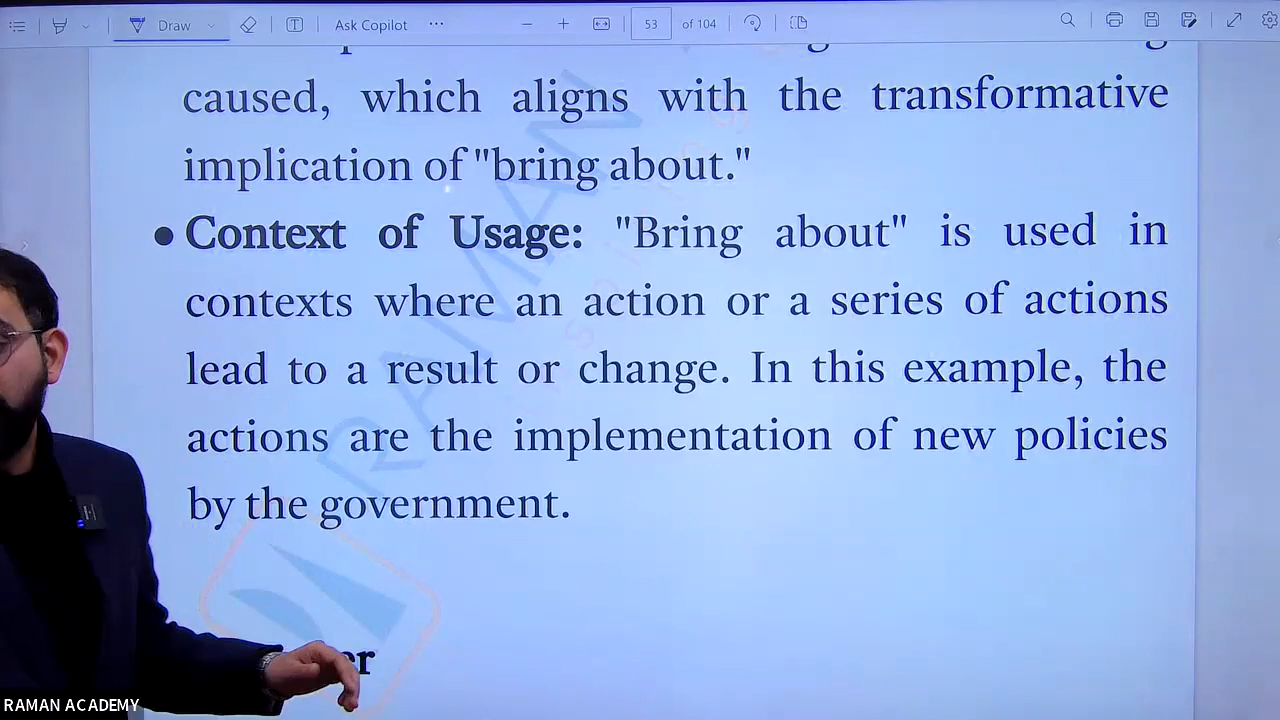 Draw
Ask Copilot
53 of 104
caused, which aligns with the transformative
implication of "bring about."
● Context of Usage: "Bring about" is used in
contexts where an action or a series of actions
lead to a result or change. In this example, the
actions are the implementation of new policies
by the government.
RAMAN
RAMAN ACADEMY